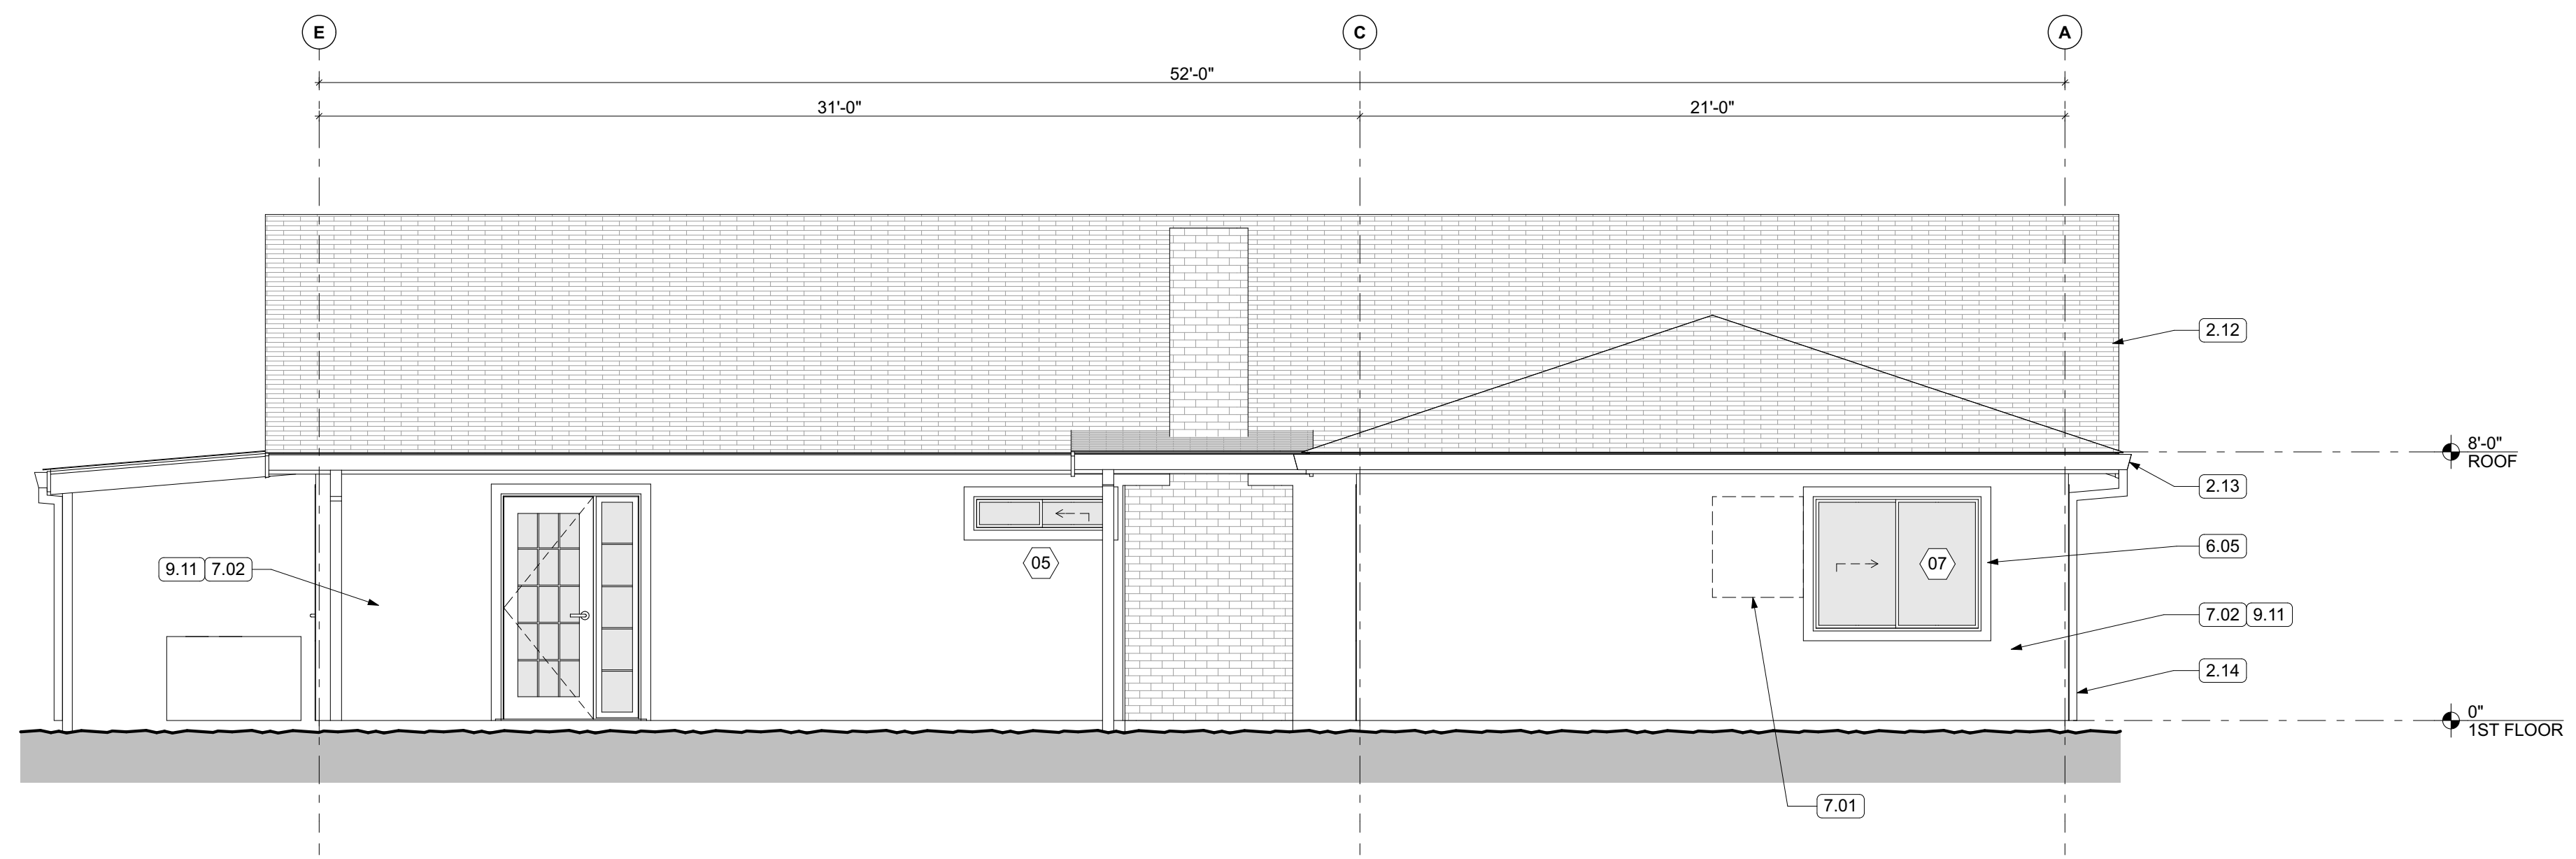 E
C
A
52'-0"
31'-0"
21'-0"
2.12
8'-0"
ROOF
2.13
6.05
05
07
9.11 7.02
7.02 9.11
2.14
0"
1ST FLOOR
7.01